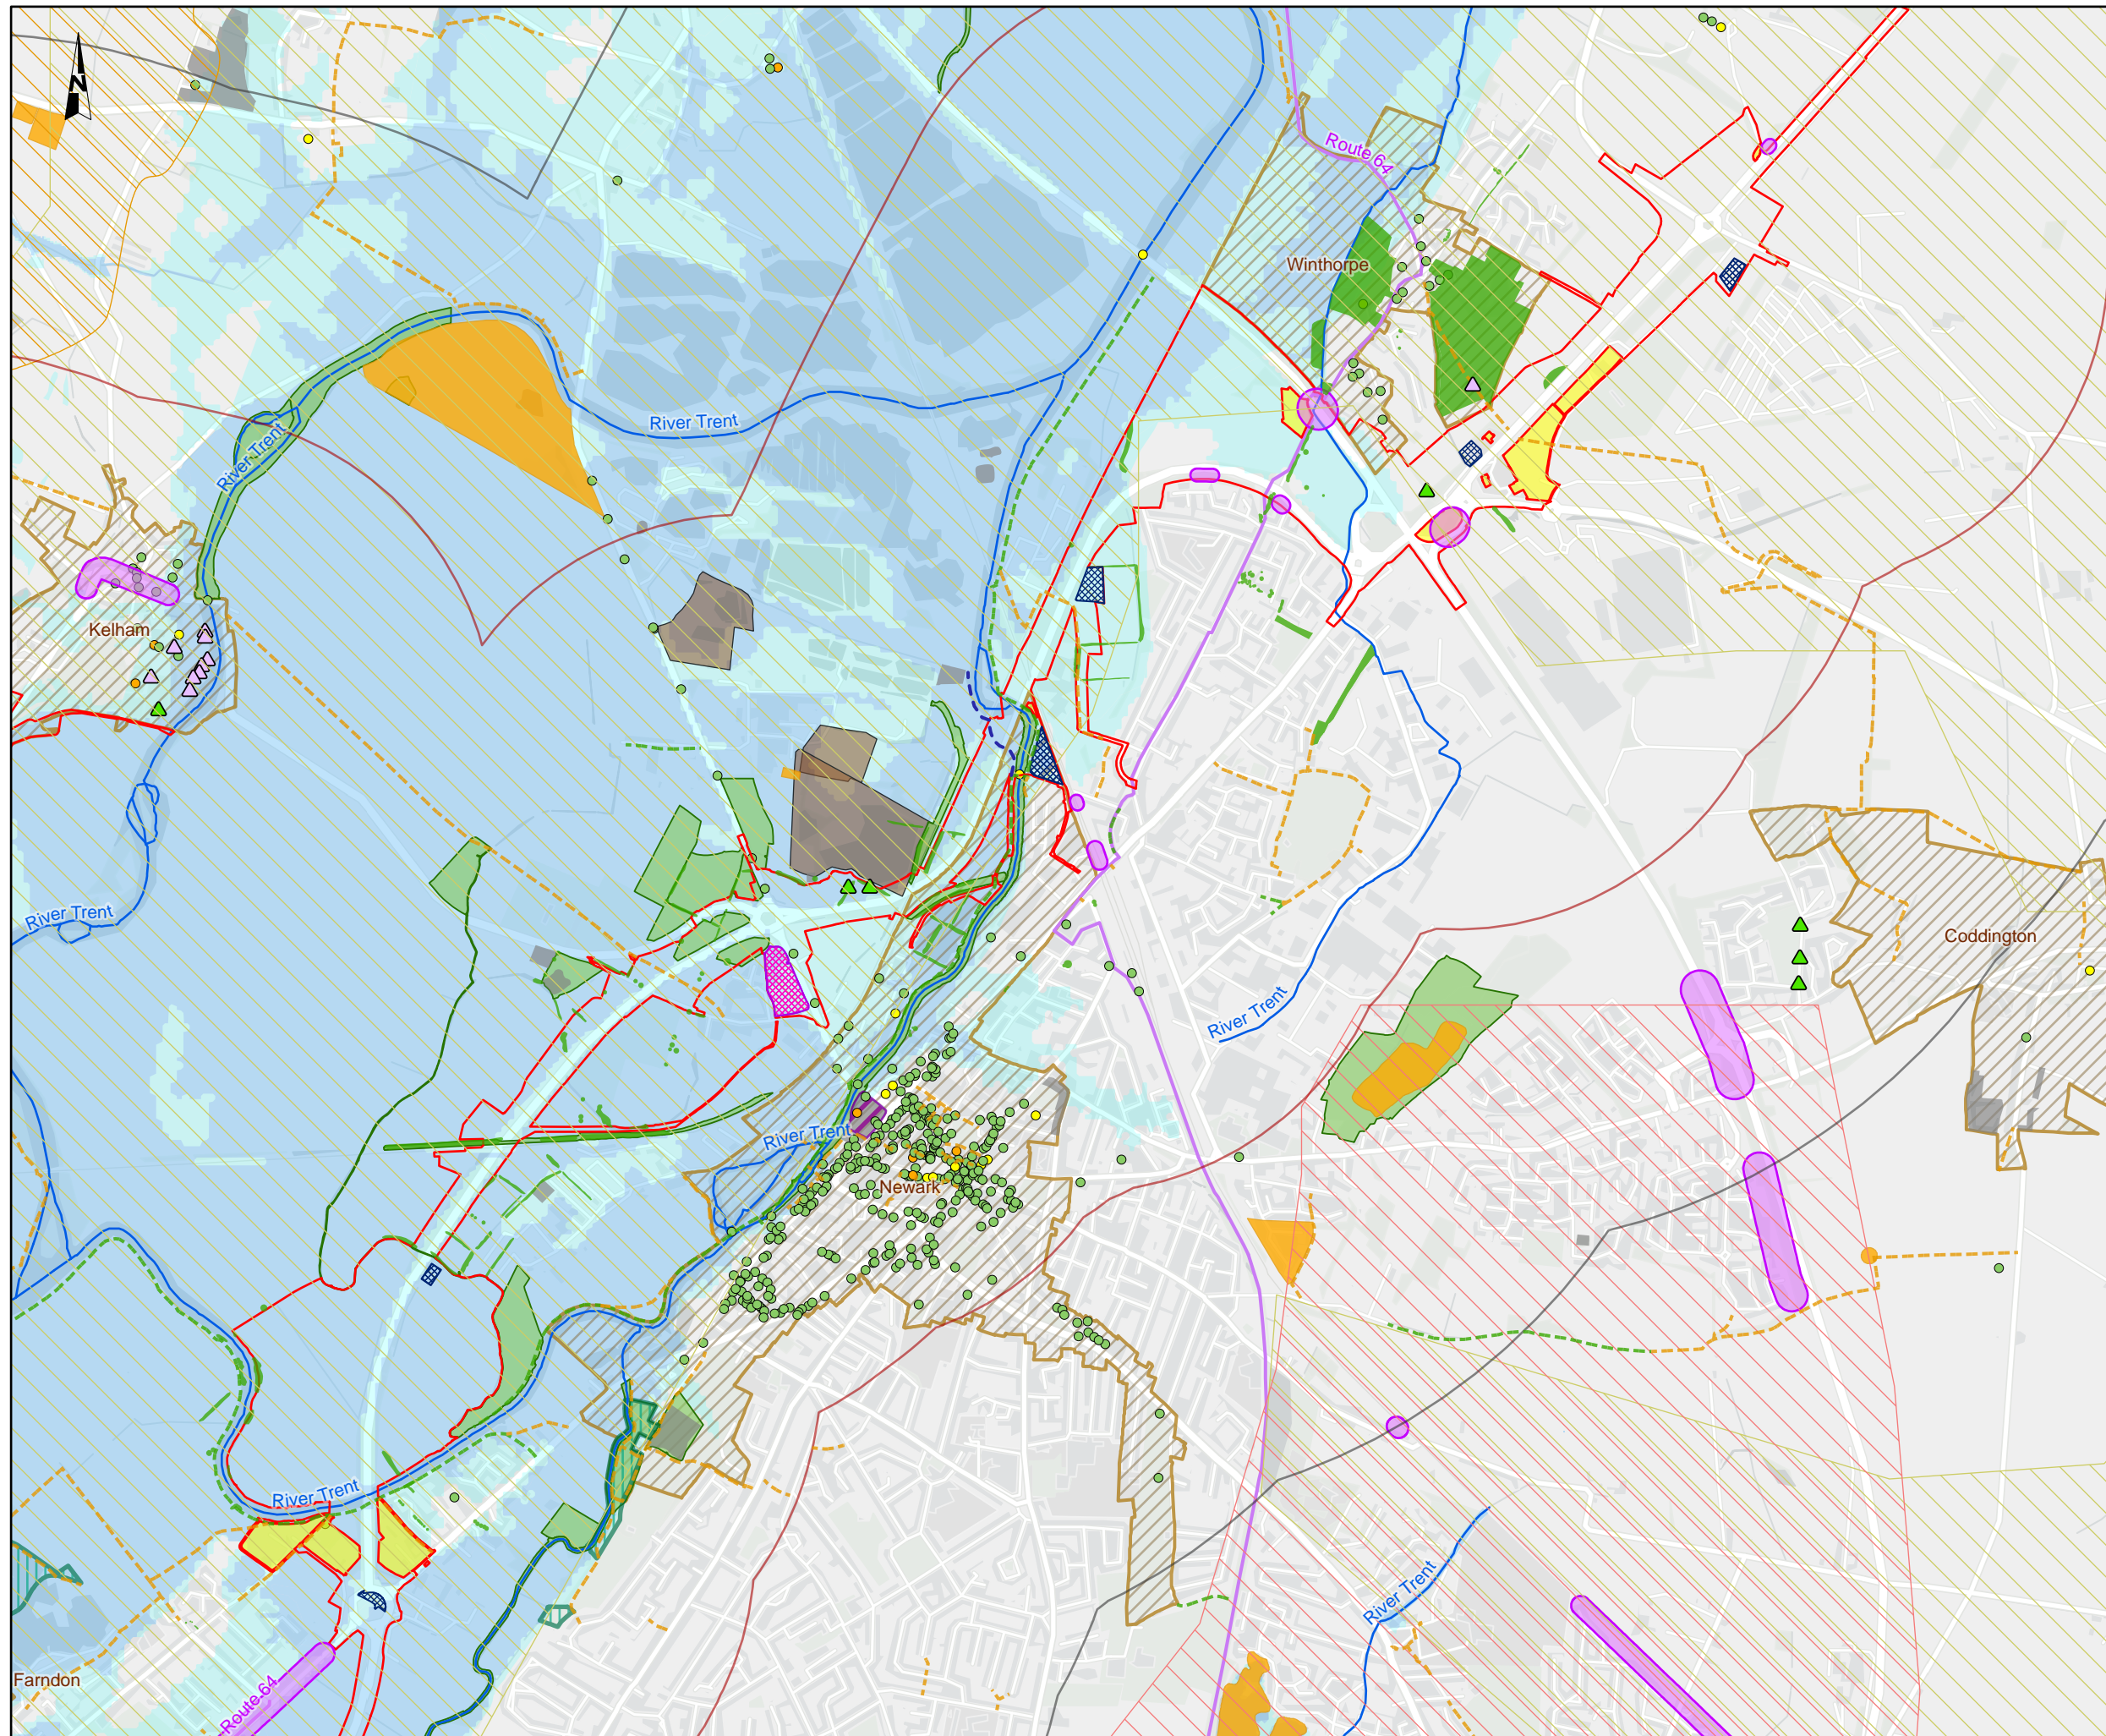 N
Route 64
Winthorpe
River Trent
River Trent
Kelham
River Trent
Coddington
River Trent
River Trent
Newark
River Trent
River Trent
Farndon
Route 64